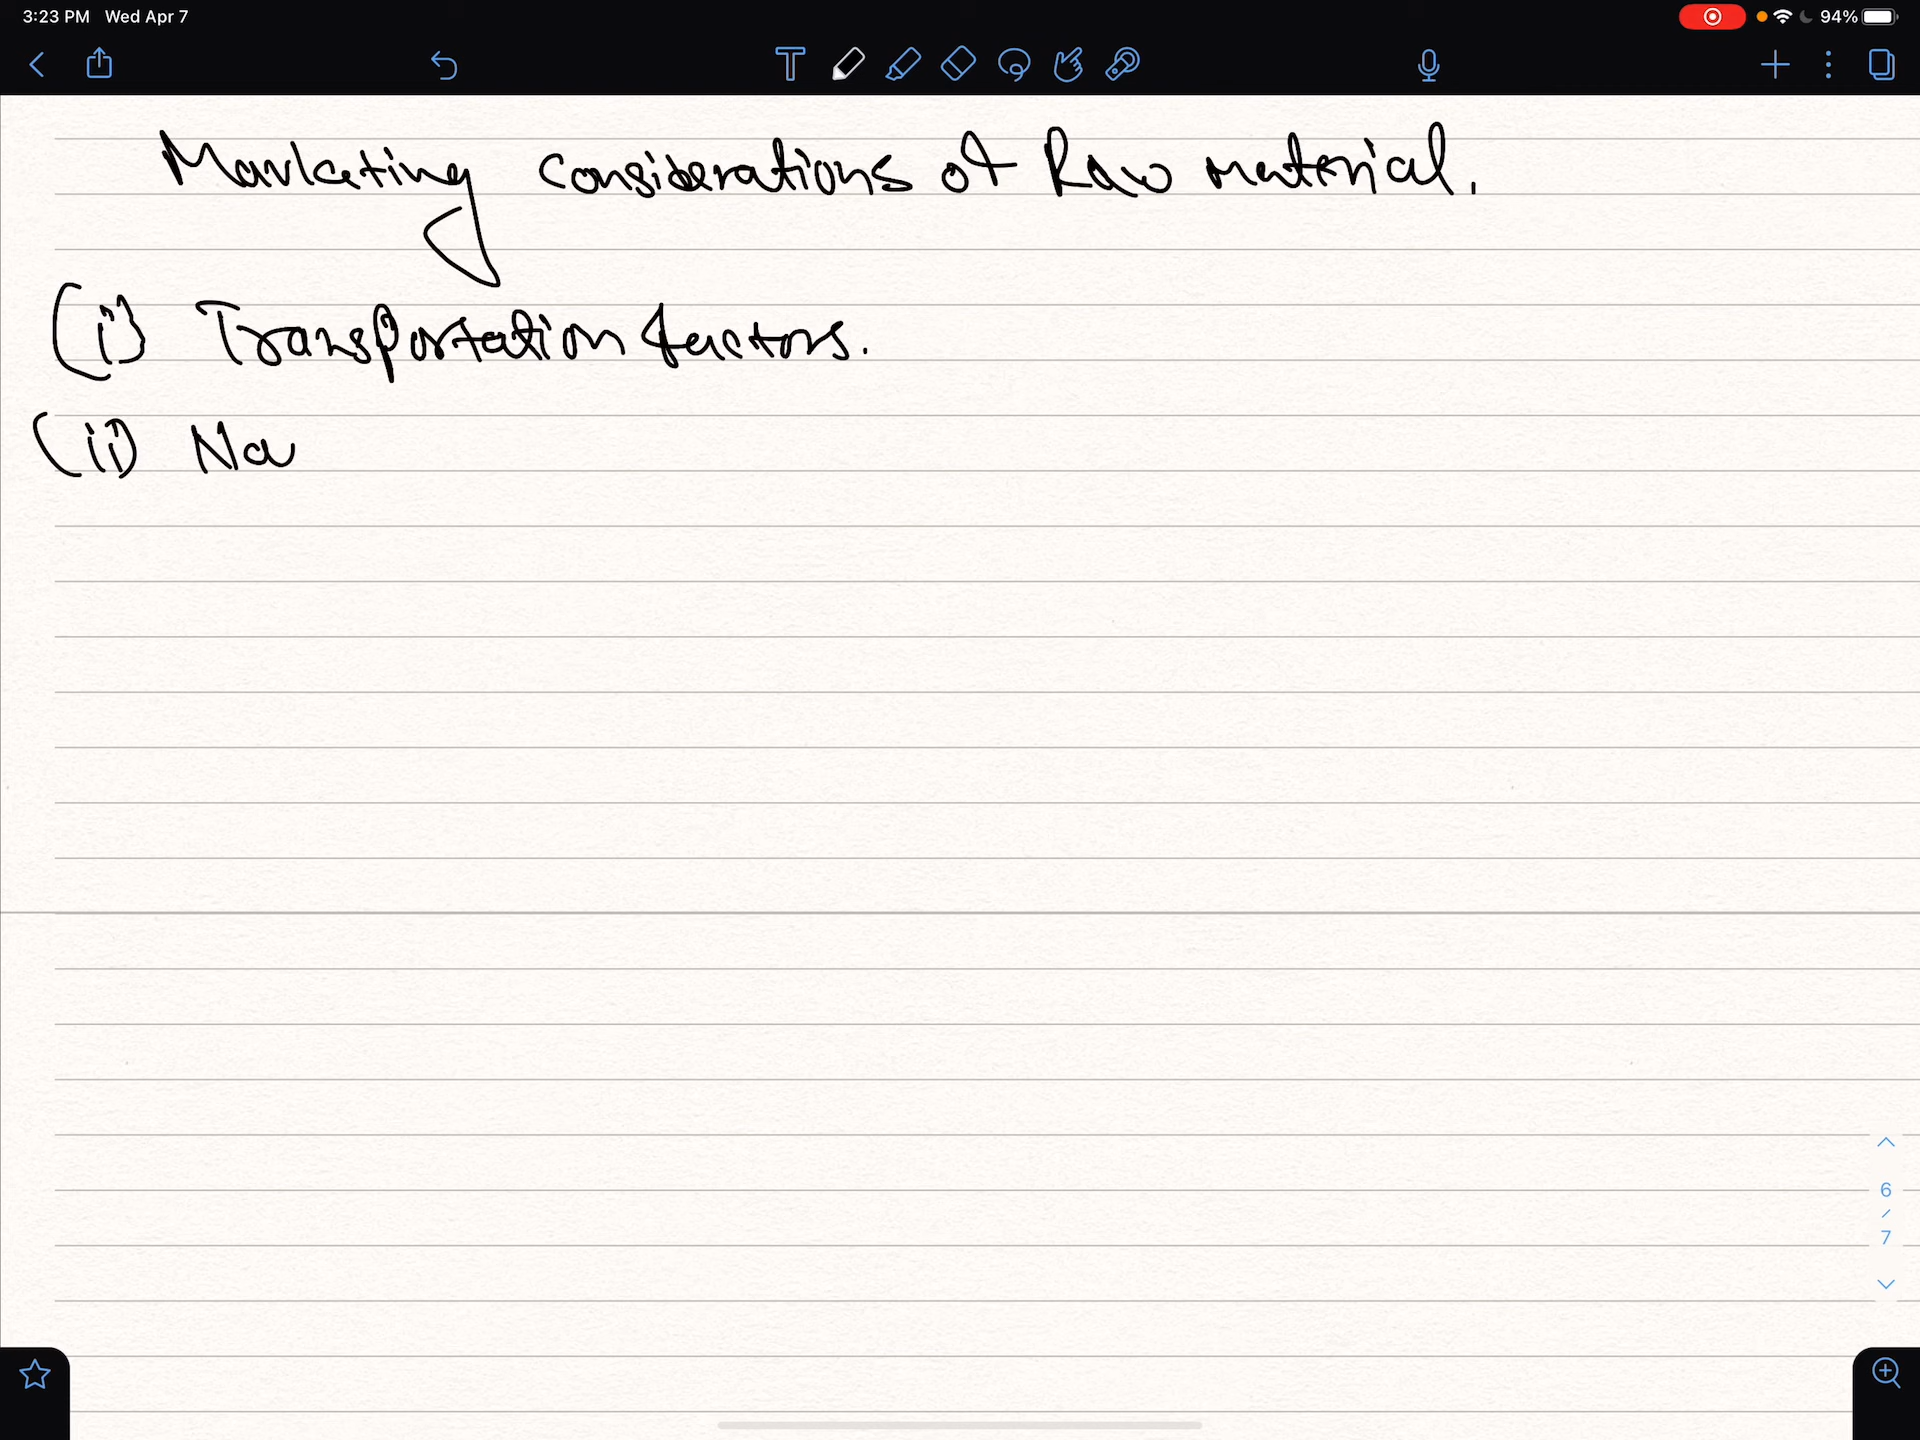 3:23 PM Wed Apr 7
94%
Marketing considerations of Raw material.
(i) Transportation factors.
(ii) Na
6
7